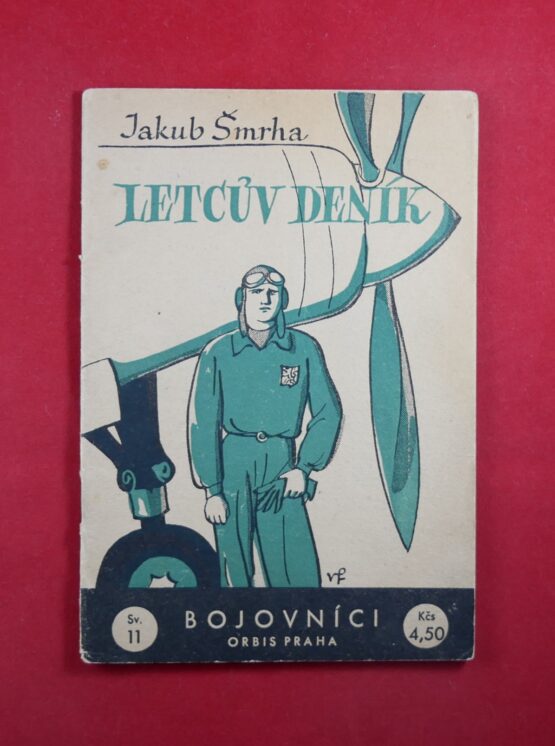 Jakub Šmrha
LETCŮV DENÍK
vf
Sv.
11
BOJOVNÍCI
ORBIS PRAHA
Kčs
4,50